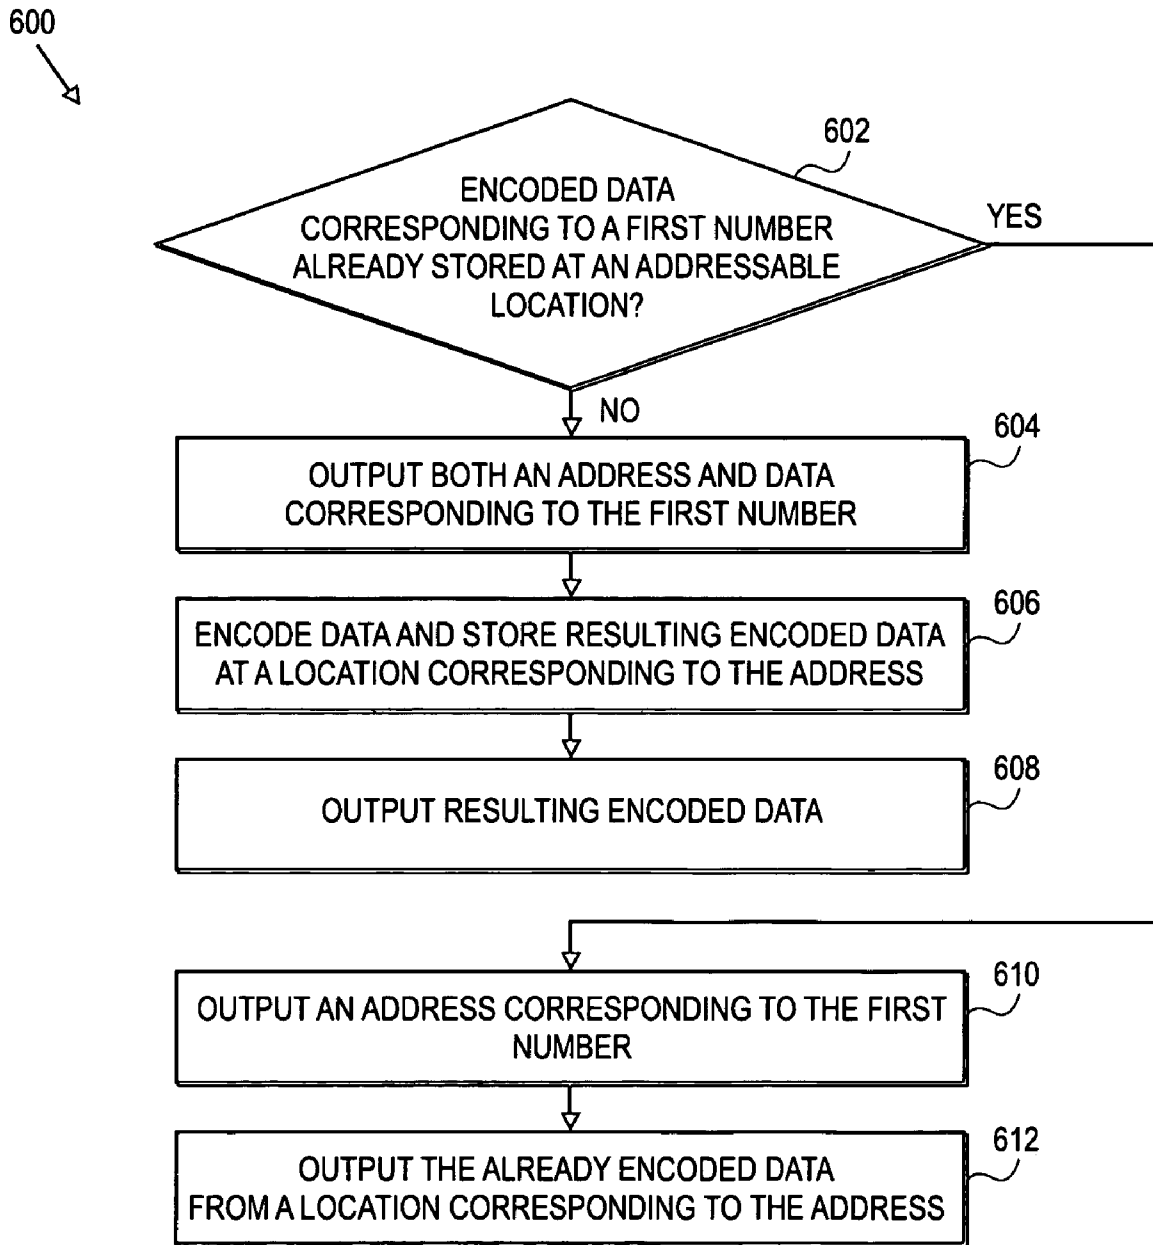 600
602
ENCODED DATA
CORRESPONDING TO A FIRST NUMBER
ALREADY STORED AT AN ADDRESSABLE
LOCATION?
YES
NO
604
OUTPUT BOTH AN ADDRESS AND DATA
CORRESPONDING TO THE FIRST NUMBER
606
ENCODE DATA AND STORE RESULTING ENCODED DATA
AT A LOCATION CORRESPONDING TO THE ADDRESS
608
OUTPUT RESULTING ENCODED DATA
610
OUTPUT AN ADDRESS CORRESPONDING TO THE FIRST
NUMBER
612
OUTPUT THE ALREADY ENCODED DATA
FROM A LOCATION CORRESPONDING TO THE ADDRESS